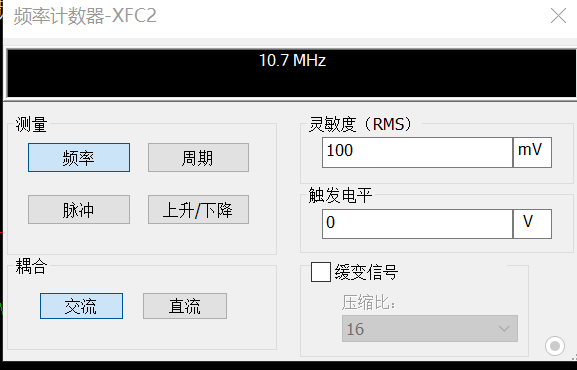 频率计数器-XFC2
10.7 MHz
测量
频率
周期
脉冲
上升/下降
耦合
交流
直流
灵敏度（RMS）
100
mV
触发电平
0
V
缓变信号
压缩比：
16